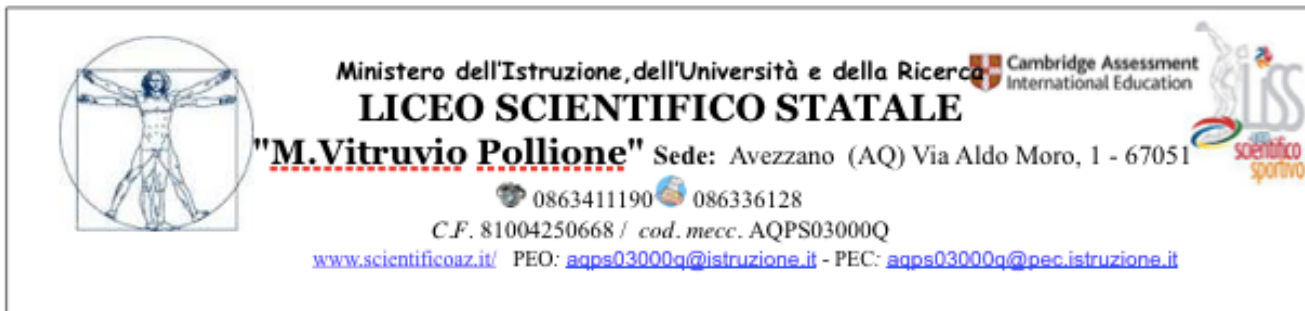 Ministero dell'Istruzione, dell'Università e della Ricerca
Cambridge Assessment
International Education
LICEO SCIENTIFICO STATALE
"M.Vitruvio Pollione" Sede: Avezzano (AQ) Via Aldo Moro, 1 - 67051
LiSS
liceo scientifico
sportivo
0863411190 086336128
C.F. 81004250668 / cod. mecc. AQPS03000Q
www.scientificoaz.it/ PEO: aqps03000q@istruzione.it - PEC: aqps03000q@pec.istruzione.it